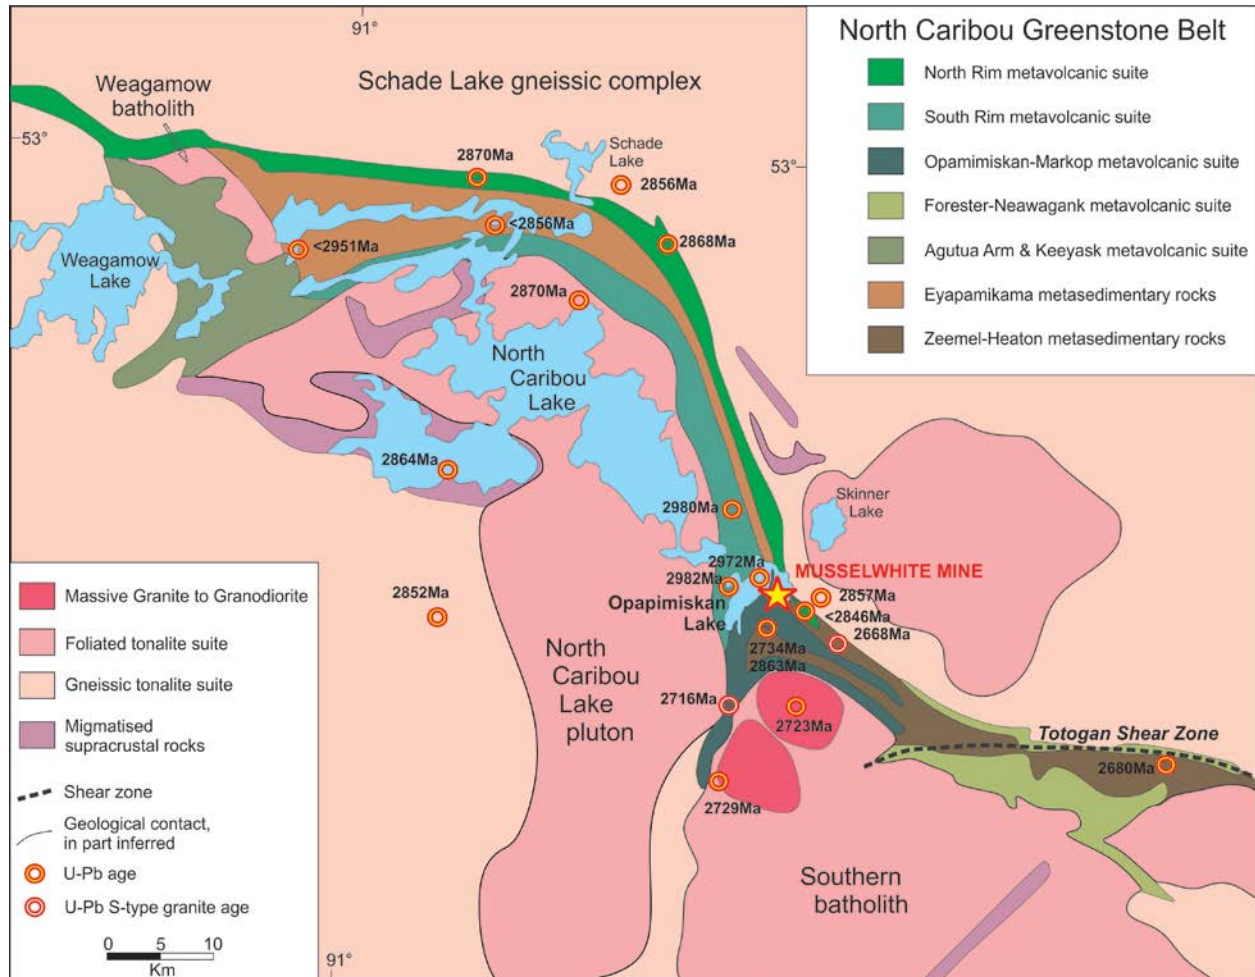 91°
Schade Lake gneissic complex
Weagamow
batholith
53°
Schade
Lake
53°
2870Ma
2856Ma
<2856Ma
<2951Ma
2868Ma
Weagamow
Lake
2870Ma
North
Caribou
Lake
2864Ma
2980Ma
Skinner
Lake
2972Ma
MUSSELWHITE MINE
2982Ma
2852Ma
Opapimiskan
Lake
2857Ma
<2846Ma
2668Ma
2734Ma
2863Ma
North
Caribou
Lake
pluton
2716Ma
2723Ma
Totogan Shear Zone
2680Ma
2729Ma
Southern
batholith
91°
North Caribou Greenstone Belt
North Rim metavolcanic suite
South Rim metavolcanic suite
Opamimiskan-Markop metavolcanic suite
Forester-Neawagank metavolcanic suite
Agutua Arm & Keeyask metavolcanic suite
Eyapamikama metasedimentary rocks
Zeemel-Heaton metasedimentary rocks
Massive Granite to Granodiorite
Foliated tonalite suite
Gneissic tonalite suite
Migmatised
supracrustal rocks
Shear zone
Geological contact,
in part inferred
U-Pb age
U-Pb S-type granite age
0 5 10
Km